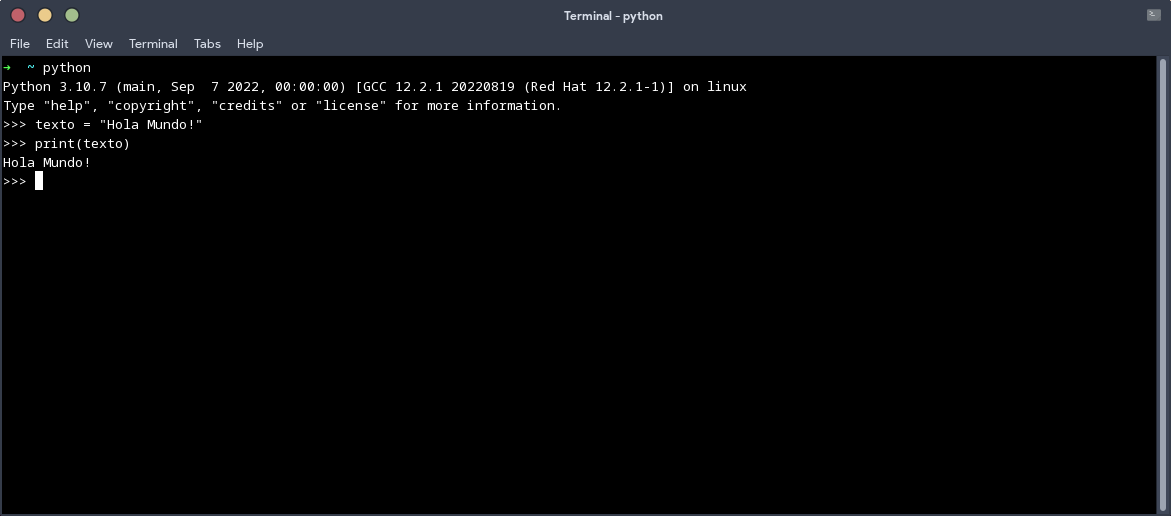 Terminal - python
File Edit View Terminal Tabs Help
➜ ~ python
Python 3.10.7 (main, Sep  7 2022, 00:00:00) [GCC 12.2.1 20220819 (Red Hat 12.2.1-1)] on linux
Type "help", "copyright", "credits" or "license" for more information.
>>> texto = "Hola Mundo!"
>>> print(texto)
Hola Mundo!
>>>